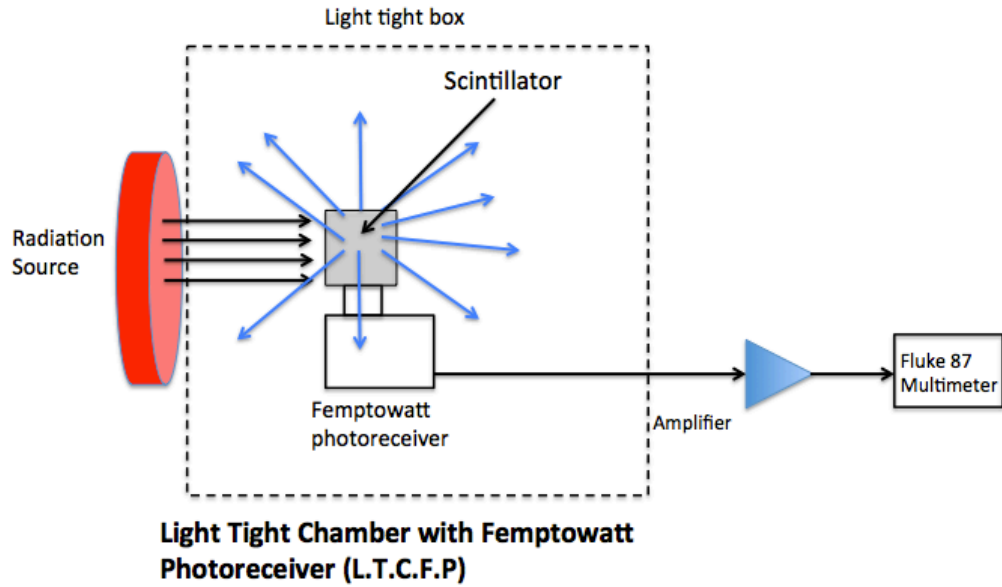 Light tight box
Scintillator
Radiation
Source
Femptowatt
photoreceiver
Amplifier
Fluke 87
Multimeter
Light Tight Chamber with Femptowatt
Photoreceiver (L.T.C.F.P)